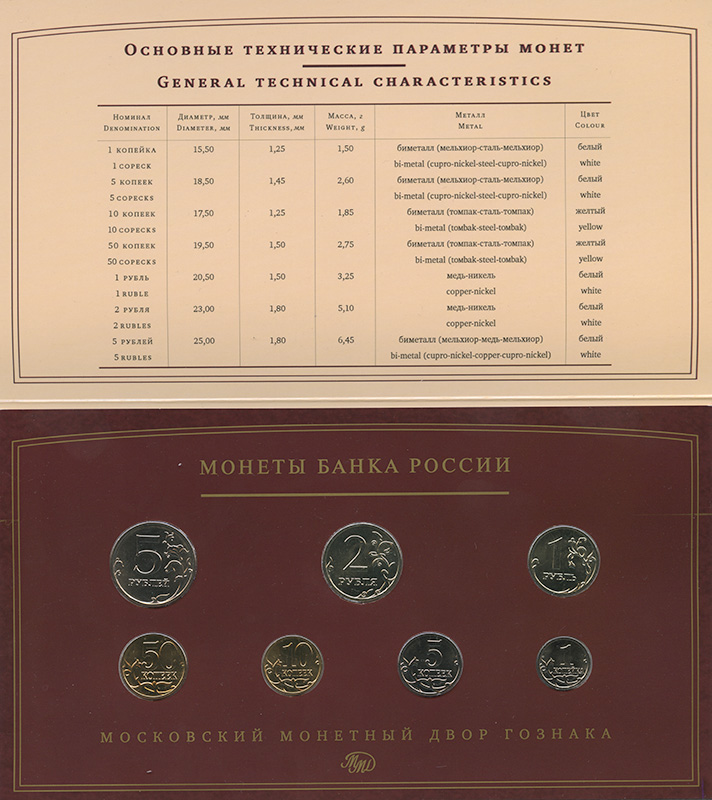 Основные технические параметры монет
General technical characteristics
Номинал Диаметр, мм Толщина, мм Масса, г Металл Цвет
Denomination Diameter, мм Thickness, мм Weight, g Metal Colour
1 копейка 15,50 1,25 1,50 биметалл (мельхиор-сталь-мельхиор) белый
1 copeck bi-metal (cupro-nickel-steel-cupro-nickel) white
5 копеек 18,50 1,45 2,60 биметалл (мельхиор-сталь-мельхиор) белый
5 copecks bi-metal (cupro-nickel-steel-cupro-nickel) white
10 копеек 17,50 1,25 1,85 биметалл (томпак-сталь-томпак) желтый
10 copecks bi-metal (tombak-steel-tombak) yellow
50 копеек 19,50 1,50 2,75 биметалл (томпак-сталь-томпак) желтый
50 copecks bi-metal (tombak-steel-tombak) yellow
1 рубль 20,50 1,50 3,25 медь-никель белый
1 ruble copper-nickel white
2 рубля 23,00 1,80 5,10 медь-никель белый
2 rubles copper-nickel white
5 рублей 25,00 1,80 6,45 биметалл (мельхиор-медь-мельхиор) белый
5 rubles bi-metal (cupro-nickel-copper-cupro-nickel) white
МОНЕТЫ БАНКА РОССИИ
5 РУБЛЕЙ
2 РУБЛЯ
1 РУБЛЬ
50 КОПЕЕК
10 КОПЕЕК
5 КОПЕЕК
1 КОПЕЙКА
МОСКОВСКИЙ МОНЕТНЫЙ ДВОР ГОЗНАКА